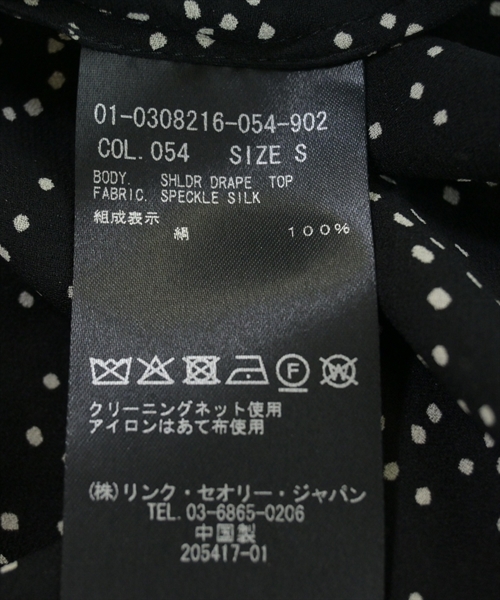 01-0308216-054-902
COL. 054 SIZE S
BODY. SHLDR DRAPE TOP
FABRIC. SPECKLE SILK
組成表示
絹 100%
F W
クリーニングネット使用
アイロンはあて布使用
(株)リンク・セオリー・ジャパン
TEL. 03-6865-0206
中国製
205417-01